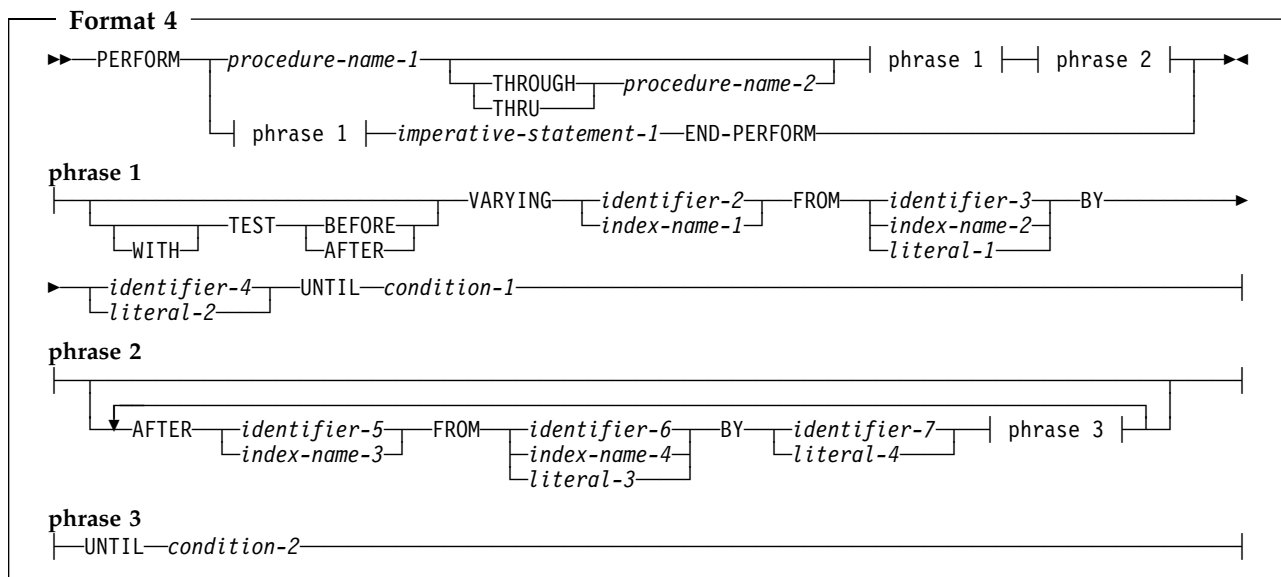 Format 4
PERFORM procedure-name-1 phrase 1 phrase 2
THROUGH procedure-name-2
THRU
phrase 1 imperative-statement-1 END-PERFORM
phrase 1
VARYING identifier-2 FROM identifier-3 BY
TEST BEFORE index-name-1 index-name-2
WITH AFTER literal-1
identifier-4 UNTIL condition-1
literal-2
phrase 2
AFTER identifier-5 FROM identifier-6 BY identifier-7 phrase 3
index-name-3 index-name-4 literal-4
literal-3
phrase 3
UNTIL condition-2